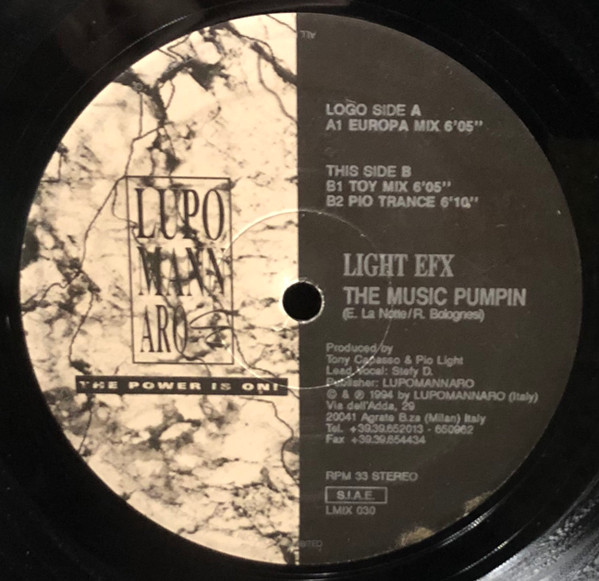 ALL
LUPO
MANN
ARO
THE POWER IS ON!
LOGO SIDE A
A1 EUROPA MIX 6'05"
THIS SIDE B
B1 TOY MIX 6'05"
B2 PIO TRANCE 6'10"
LIGHT EFX
THE MUSIC PUMPIN
(E. La Notte/R. Bolognesi)
Produced by
Tony Capasso & Pio Light
Lead Vocal: Stefy D.
Publisher: LUPOMANNARO
© & ℗ 1994 by LUPOMANNARO (Italy)
Via dell'Adda, 29
20041 Agrate B.za (Milan) Italy
Tel. +39.39.652013 - 650962
Fax +39.39.654434
RPM 33 STEREO
S.I.A.E.
LMIX 030